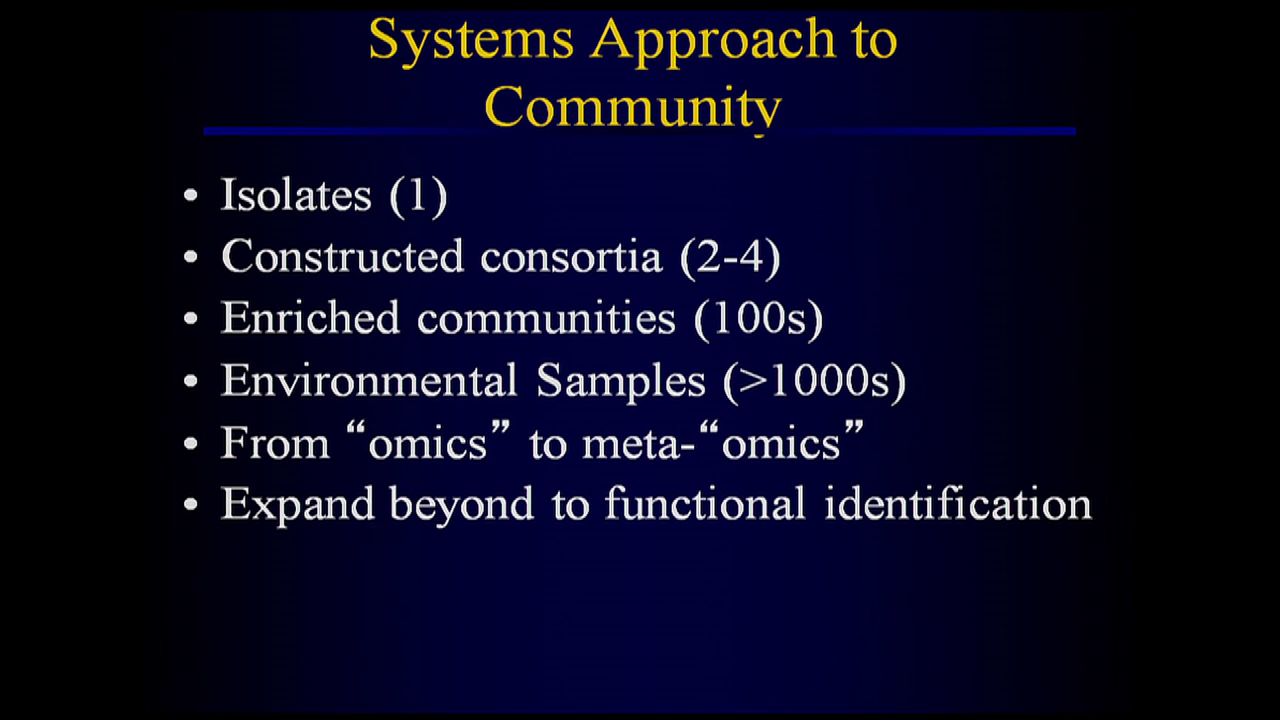 Systems Approach to
Community
• Isolates (1)
• Constructed consortia (2-4)
• Enriched communities (100s)
• Environmental Samples (>1000s)
• From “omics” to meta-“omics”
• Expand beyond to functional identification